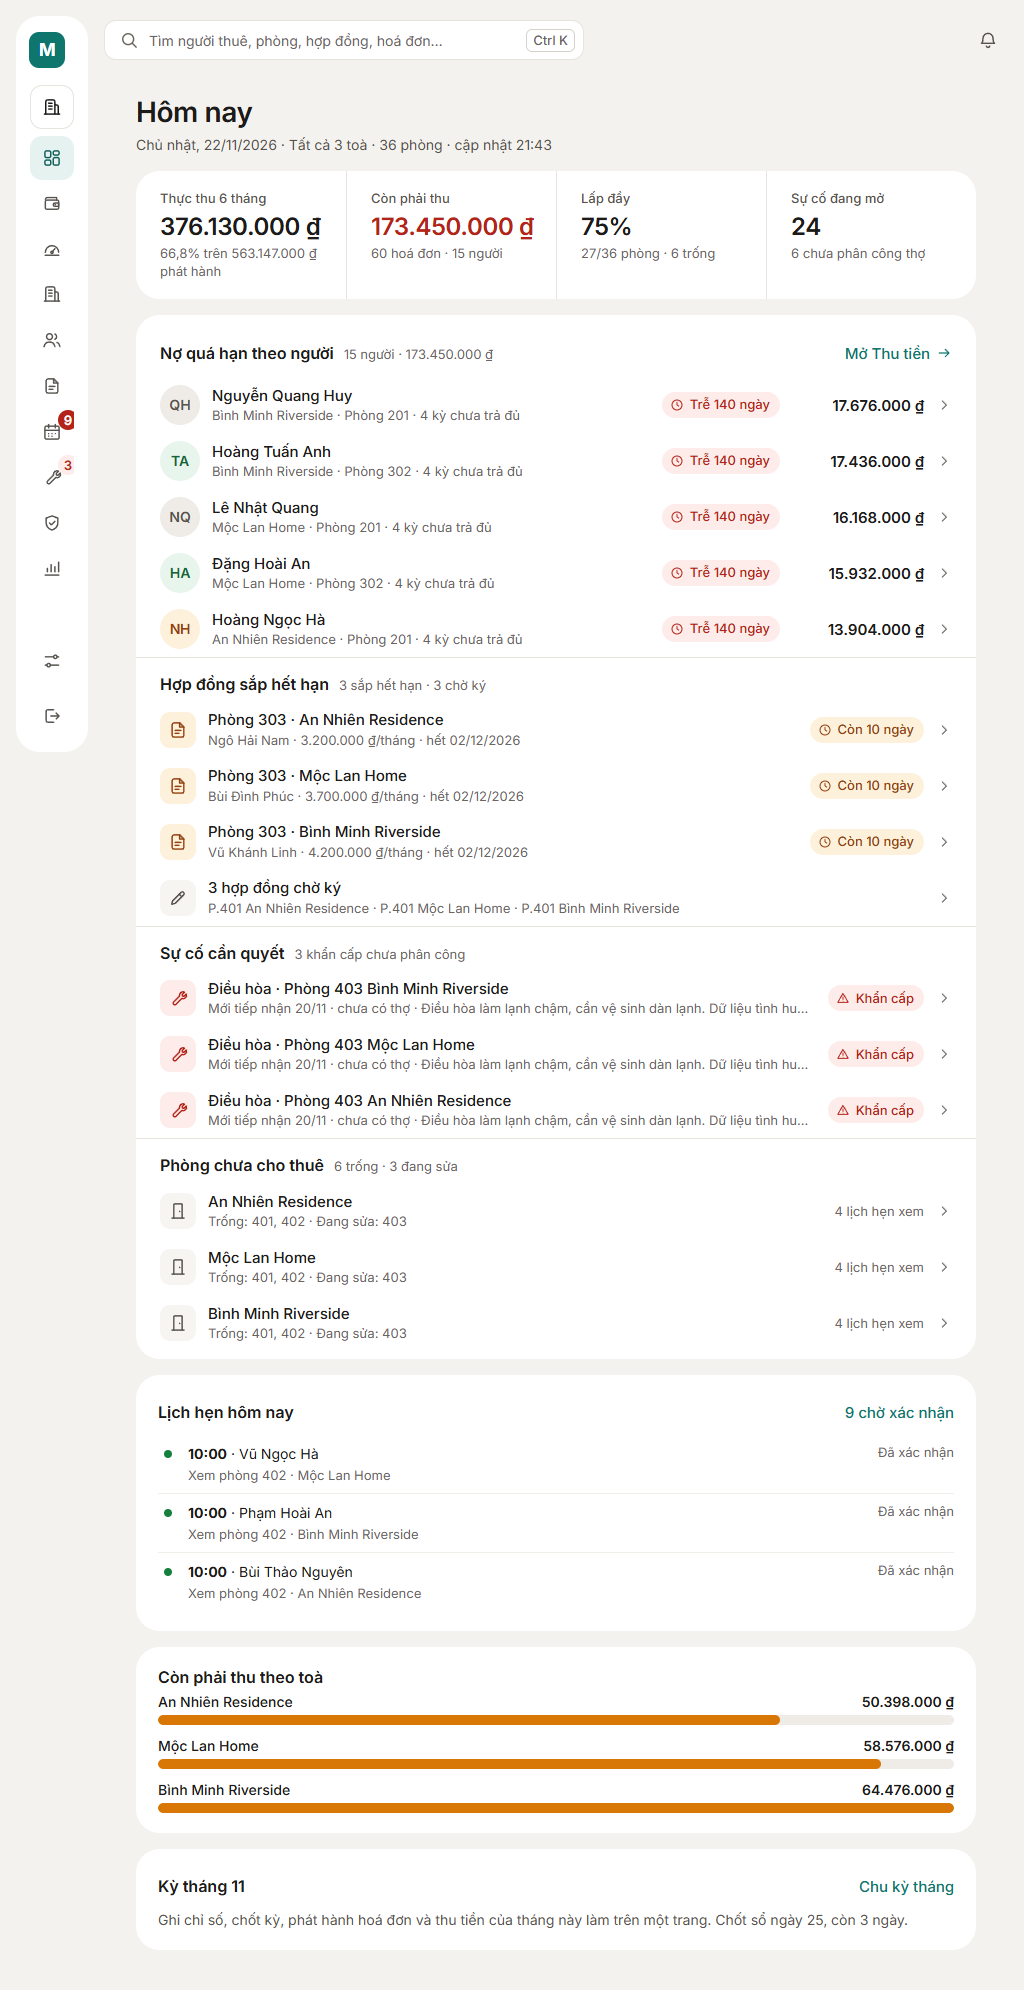 M
Tìm người thuê, phòng, hợp đồng, hoá đơn...
Ctrl K
9
3
Hôm nay
Chủ nhật, 22/11/2026 · Tất cả 3 toà · 36 phòng · cập nhật 21:43
Thực thu 6 tháng
376.130.000 ₫
66,8% trên 563.147.000 ₫
phát hành
Còn phải thu
173.450.000 ₫
60 hoá đơn · 15 người
Lấp đầy
75%
27/36 phòng · 6 trống
Sự cố đang mở
24
6 chưa phân công thợ
Nợ quá hạn theo người 15 người · 173.450.000 ₫
Mở Thu tiền →
QH
Nguyễn Quang Huy
Bình Minh Riverside · Phòng 201 · 4 kỳ chưa trả đủ
Trễ 140 ngày
17.676.000 ₫
TA
Hoàng Tuấn Anh
Bình Minh Riverside · Phòng 302 · 4 kỳ chưa trả đủ
Trễ 140 ngày
17.436.000 ₫
NQ
Lê Nhật Quang
Mộc Lan Home · Phòng 201 · 4 kỳ chưa trả đủ
Trễ 140 ngày
16.168.000 ₫
HA
Đặng Hoài An
Mộc Lan Home · Phòng 302 · 4 kỳ chưa trả đủ
Trễ 140 ngày
15.932.000 ₫
NH
Hoàng Ngọc Hà
An Nhiên Residence · Phòng 201 · 4 kỳ chưa trả đủ
Trễ 140 ngày
13.904.000 ₫
Hợp đồng sắp hết hạn 3 sắp hết hạn · 3 chờ ký
Phòng 303 · An Nhiên Residence
Ngô Hải Nam · 3.200.000 ₫/tháng · hết 02/12/2026
Còn 10 ngày
Phòng 303 · Mộc Lan Home
Bùi Đình Phúc · 3.700.000 ₫/tháng · hết 02/12/2026
Còn 10 ngày
Phòng 303 · Bình Minh Riverside
Vũ Khánh Linh · 4.200.000 ₫/tháng · hết 02/12/2026
Còn 10 ngày
3 hợp đồng chờ ký
P.401 An Nhiên Residence · P.401 Mộc Lan Home · P.401 Bình Minh Riverside
Sự cố cần quyết 3 khẩn cấp chưa phân công
Điều hòa · Phòng 403 Bình Minh Riverside
Mới tiếp nhận 20/11 · chưa có thợ · Điều hòa làm lạnh chậm, cần vệ sinh dàn lạnh. Dữ liệu tình hu...
Khẩn cấp
Điều hòa · Phòng 403 Mộc Lan Home
Mới tiếp nhận 20/11 · chưa có thợ · Điều hòa làm lạnh chậm, cần vệ sinh dàn lạnh. Dữ liệu tình hu...
Khẩn cấp
Điều hòa · Phòng 403 An Nhiên Residence
Mới tiếp nhận 20/11 · chưa có thợ · Điều hòa làm lạnh chậm, cần vệ sinh dàn lạnh. Dữ liệu tình hu...
Khẩn cấp
Phòng chưa cho thuê 6 trống · 3 đang sửa
An Nhiên Residence
Trống: 401, 402 · Đang sửa: 403
4 lịch hẹn xem
Mộc Lan Home
Trống: 401, 402 · Đang sửa: 403
4 lịch hẹn xem
Bình Minh Riverside
Trống: 401, 402 · Đang sửa: 403
4 lịch hẹn xem
Lịch hẹn hôm nay
9 chờ xác nhận
10:00 · Vũ Ngọc Hà
Đã xác nhận
Xem phòng 402 · Mộc Lan Home
10:00 · Phạm Hoài An
Đã xác nhận
Xem phòng 402 · Bình Minh Riverside
10:00 · Bùi Thảo Nguyên
Đã xác nhận
Xem phòng 402 · An Nhiên Residence
Còn phải thu theo toà
An Nhiên Residence
50.398.000 ₫
Mộc Lan Home
58.576.000 ₫
Bình Minh Riverside
64.476.000 ₫
Kỳ tháng 11
Chu kỳ tháng
Ghi chỉ số, chốt kỳ, phát hành hoá đơn và thu tiền của tháng này làm trên một trang. Chốt sổ ngày 25, còn 3 ngày.